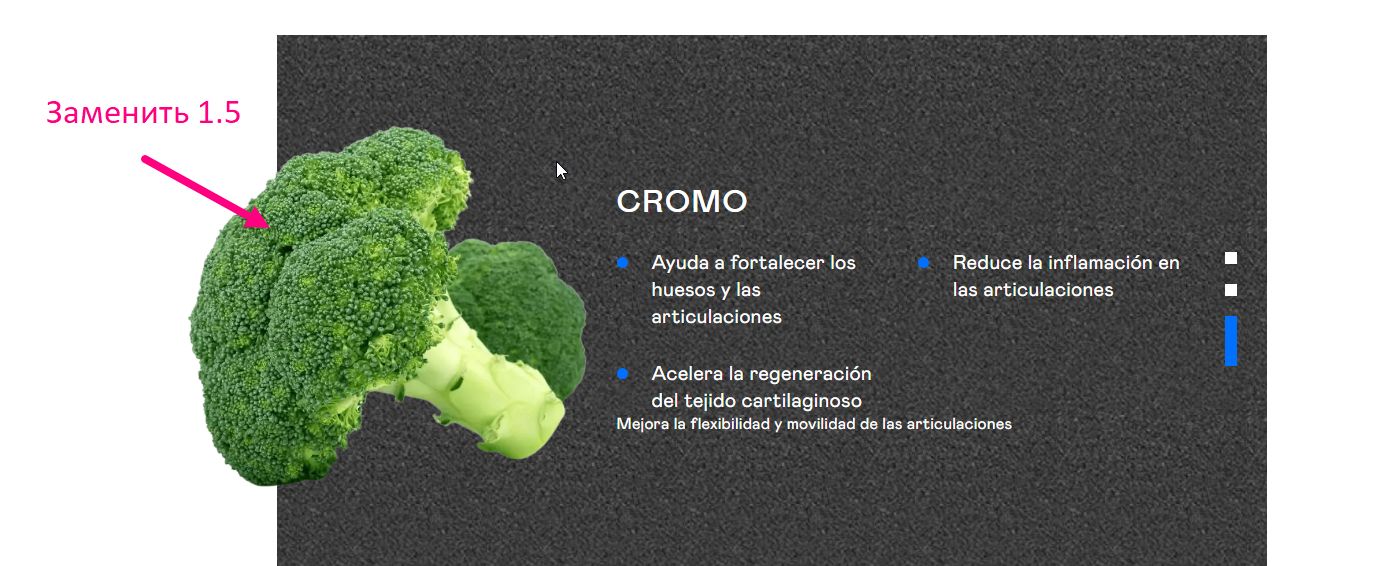 Заменить 1.5
CROMO
Ayuda a fortalecer los
huesos y las
articulaciones
Reduce la inflamación en
las articulaciones
Acelera la regeneración
del tejido cartilaginoso
Mejora la flexibilidad y movilidad de las articulaciones